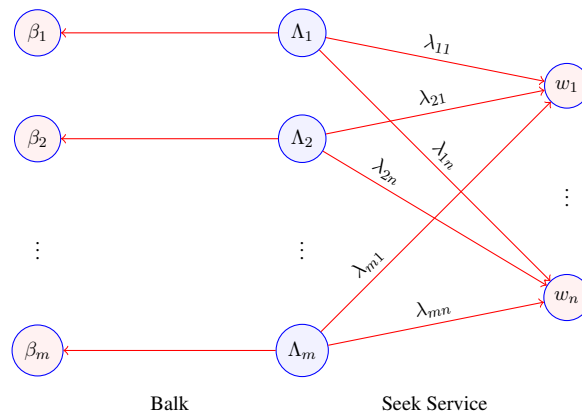 β₁ Λ₁ λ₁₁ w₁
β₂ Λ₂ λ₂₁ λ₁ₙ
λ₂ₙ
⋮ ⋮ ⋮
λₘ₁ wₙ
βₘ Λₘ λₘₙ
Balk Seek Service